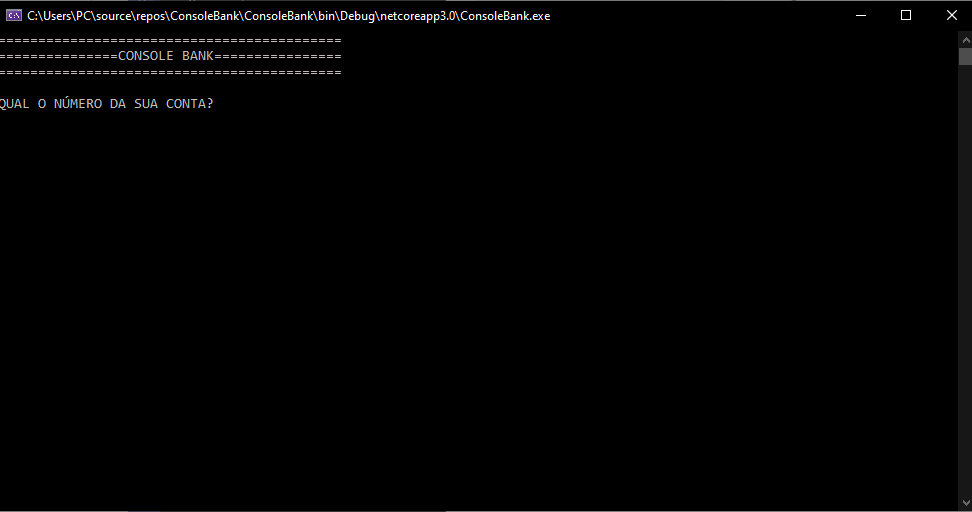 C:\Users\PC\source\repos\ConsoleBank\ConsoleBank\bin\Debug\netcoreapp3.0\ConsoleBank.exe
===========================================
===============CONSOLE BANK================
===========================================
QUAL O NÚMERO DA SUA CONTA?